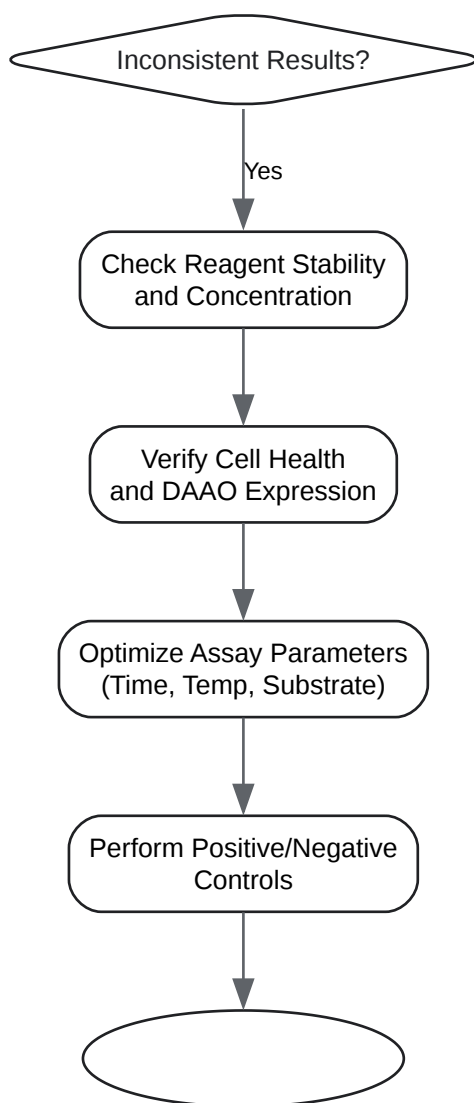 Inconsistent Results?
Yes
Check Reagent Stability
and Concentration
Verify Cell Health
and DAAO Expression
Optimize Assay Parameters
(Time, Temp, Substrate)
Perform Positive/Negative
Controls